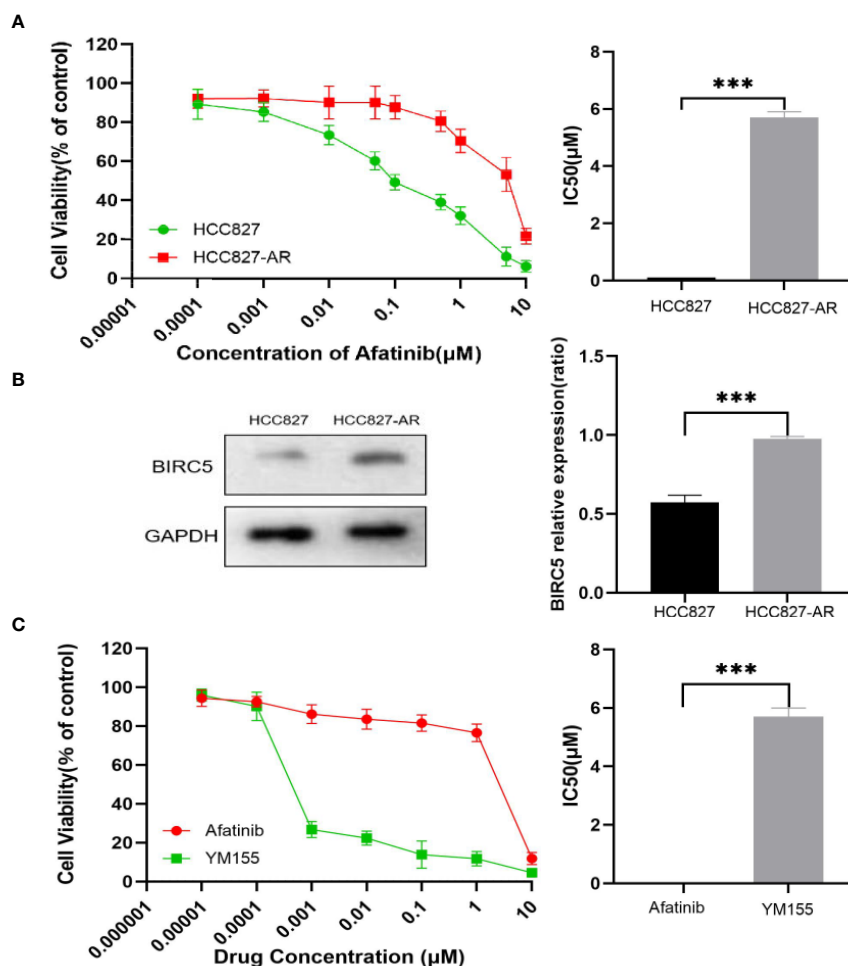 A
Cell Viability(% of control)
120
100
80
60
40
20
0
HCC827
HCC827-AR
0.00001
0.0001
0.001
0.01
0.1
1
10
Concentration of Afatinib(µM)
IC50(µM)
8
6
4
2
0
***
HCC827
HCC827-AR
B
HCC827
HCC827-AR
BIRC5
GAPDH
BIRC5 relative expression(ratio)
1.5
1.0
0.5
0.0
***
HCC827
HCC827-AR
C
Cell Viability(% of control)
120
100
80
60
40
20
0
Afatinib
YM155
0.000001
0.00001
0.0001
0.001
0.01
0.1
1
10
Drug Concentration (µM)
IC50(µM)
8
6
4
2
0
***
Afatinib
YM155